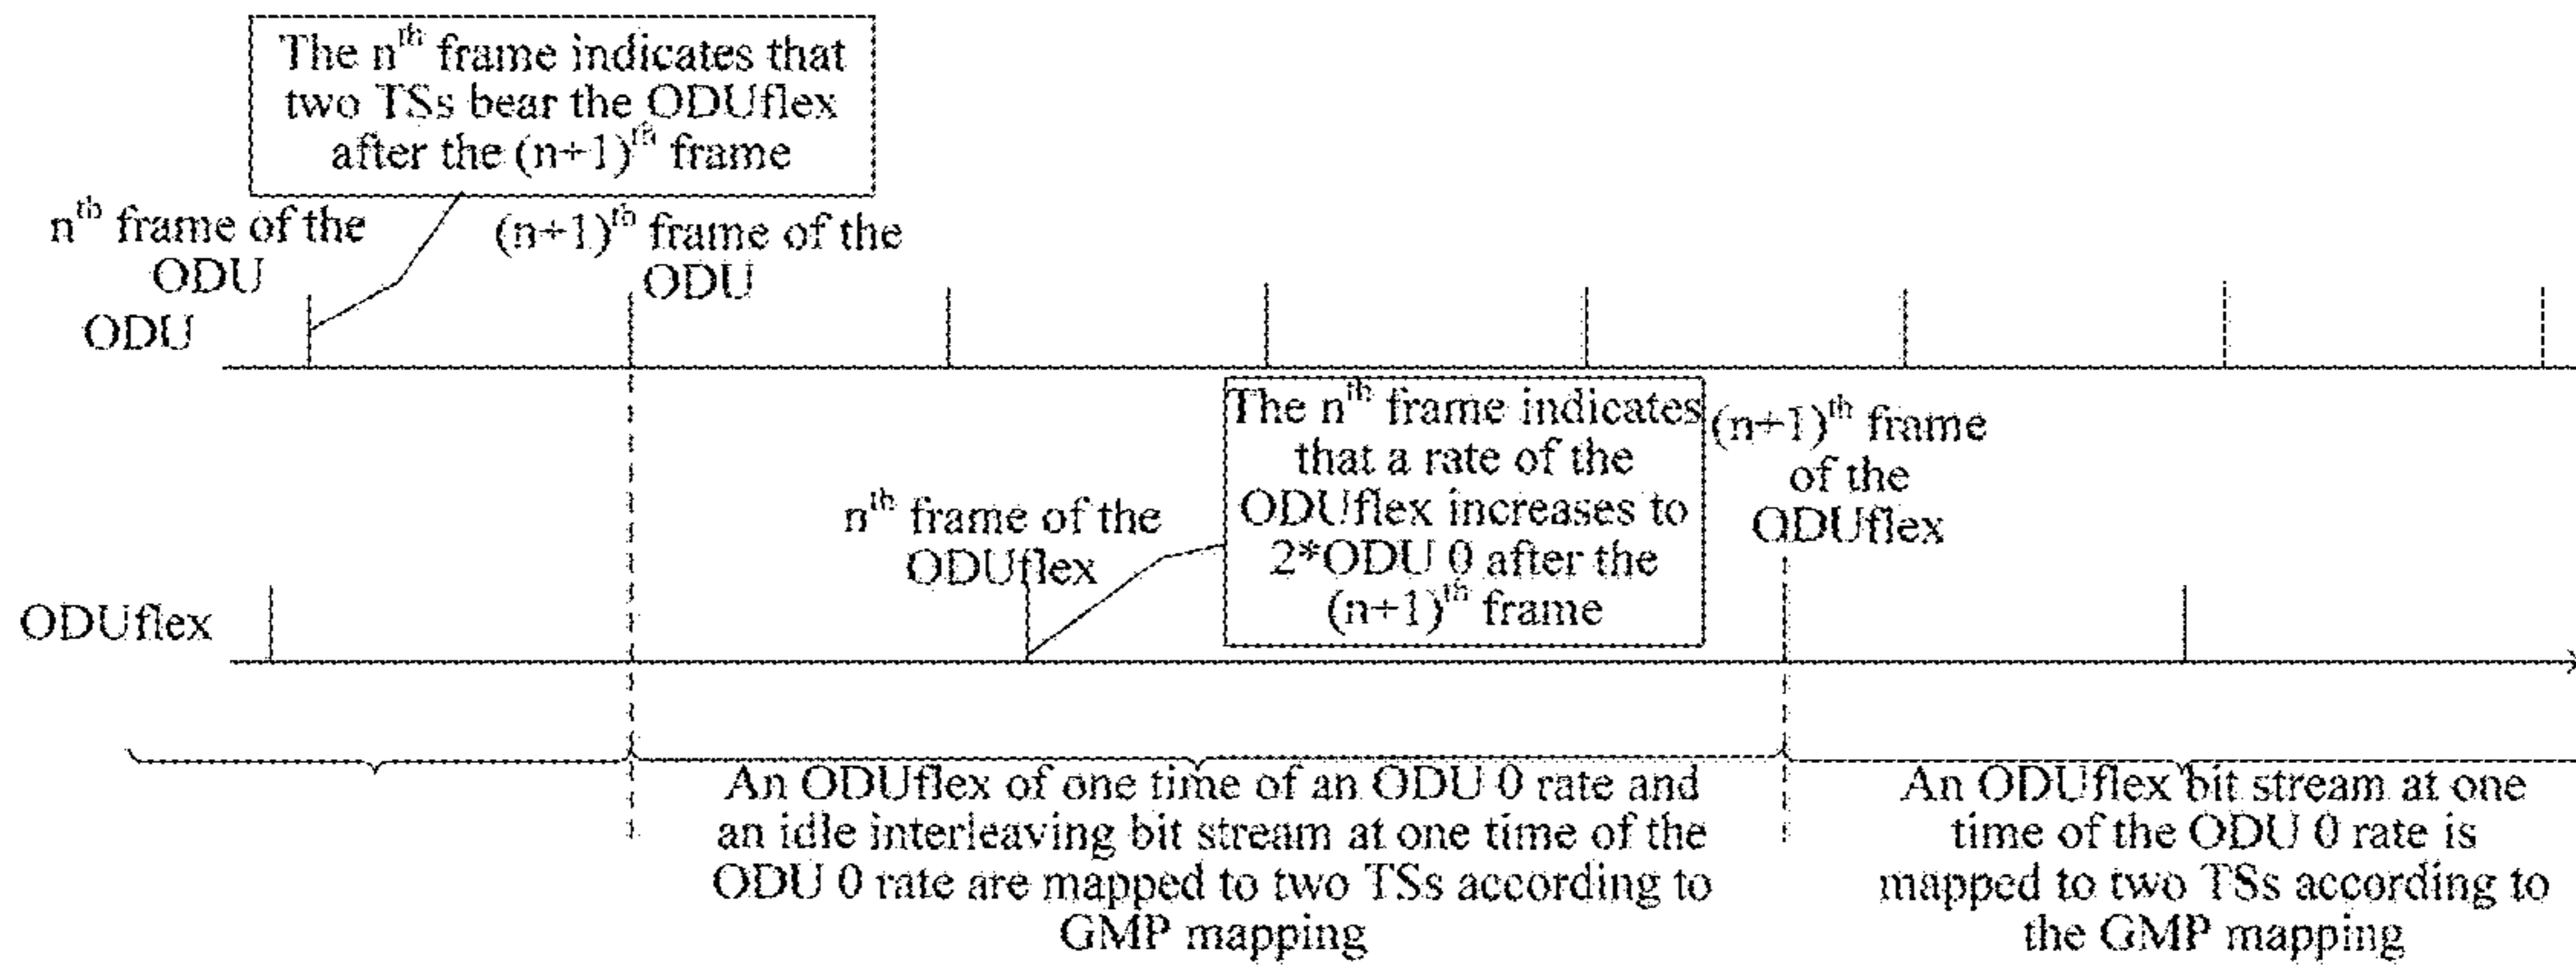 The nth frame indicates that
two TSs bear the ODUflex
after the (n+1)th frame
nth frame of the
ODU
(n+1)th frame of the
ODU
ODU
The nth frame indicates
that a rate of the
ODUflex increases to
2*ODU 0 after the
(n+1)th frame
(n+1)th frame
of the
ODUflex
nth frame of the
ODUflex
ODUflex
An ODUflex of one time of an ODU 0 rate and
an idle interleaving bit stream at one time of the
ODU 0 rate are mapped to two TSs according to
GMP mapping
An ODUflex bit stream at one
time of the ODU 0 rate is
mapped to two TSs according to
the GMP mapping